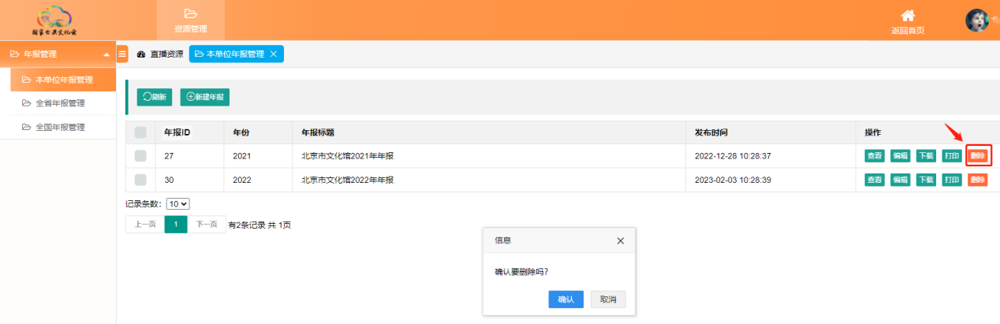 国家公共文化云
资源管理
返回首页
年报管理
直播资源
本单位年报管理
本单位年报管理
全省年报管理
全国年报管理
刷新
新建年报
年报ID 年份 年报标题 发布时间 操作
27 2021 北京市文化馆2021年年报 2022-12-28 10:28:37 查看 编辑 下载 打印 删除
30 2022 北京市文化馆2022年年报 2023-02-03 10:28:39 查看 编辑 下载 打印 删除
记录条数: 10
上一页 1 下一页 有2条记录 共 1页
信息
确认要删除吗?
确认 取消